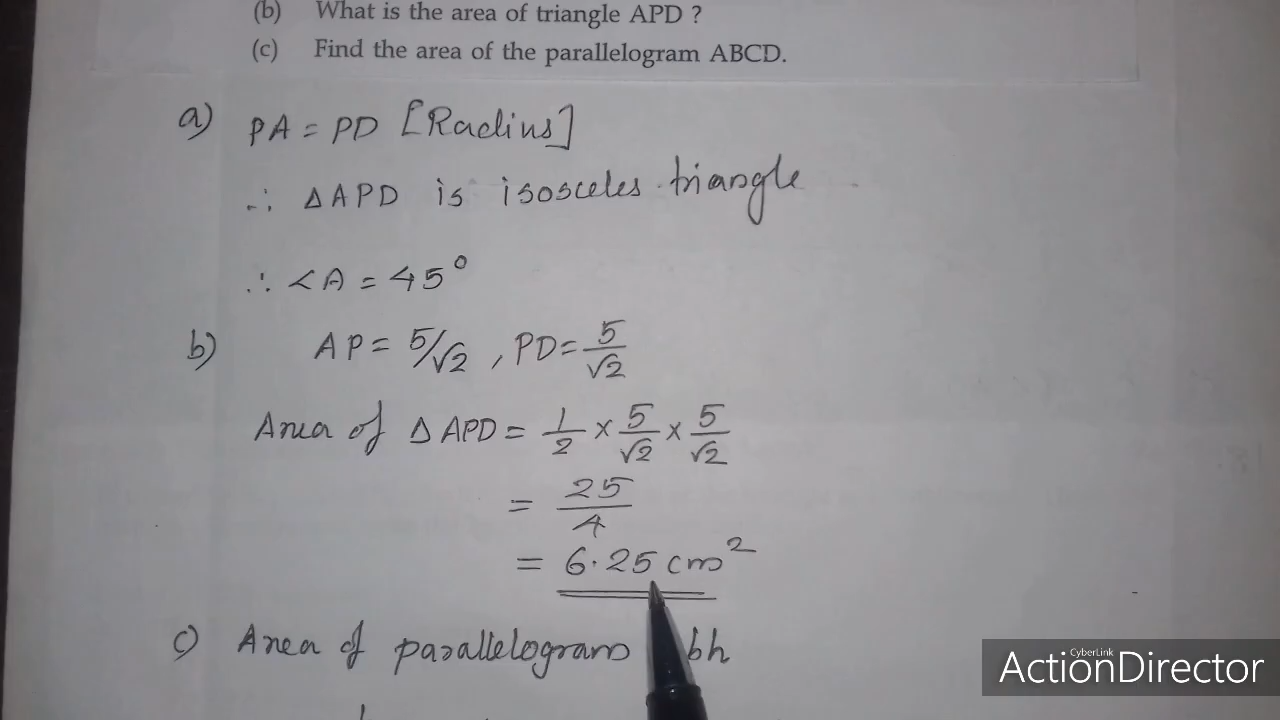 (b) What is the area of triangle APD ?
(c) Find the area of the parallelogram ABCD.
a) PA = PD [Radius]
∴ ΔAPD is isosceles triangle
∴ <A = 45°
b) AP = 5/√2 , PD = 5/√2
Area of Δ APD = 1/2 × 5/√2 × 5/√2
= 25/4
= 6.25 cm²
c) Area of parallelogram bh
CyberLink
ActionDirector